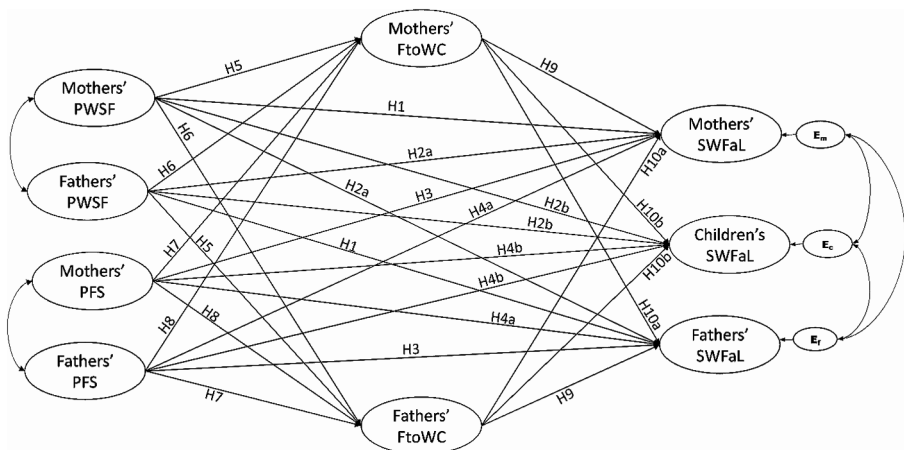 Mothers'
FtoWC
H5
H9
Mothers'
PWSF
H6
H1
Mothers'
SWFaL
Em
H6
H2a
H10a
Fathers'
PWSF
H2a
H3
H4a
H2b
H10b
H7
H5
H1
H2b
Children's
SWFaL
Ec
H4b
H10b
Mothers'
PFS
H4b
H8
H8
H4a
H10a
Fathers'
PFS
H3
Fathers'
SWFaL
Ef
H7
H9
Fathers'
FtoWC